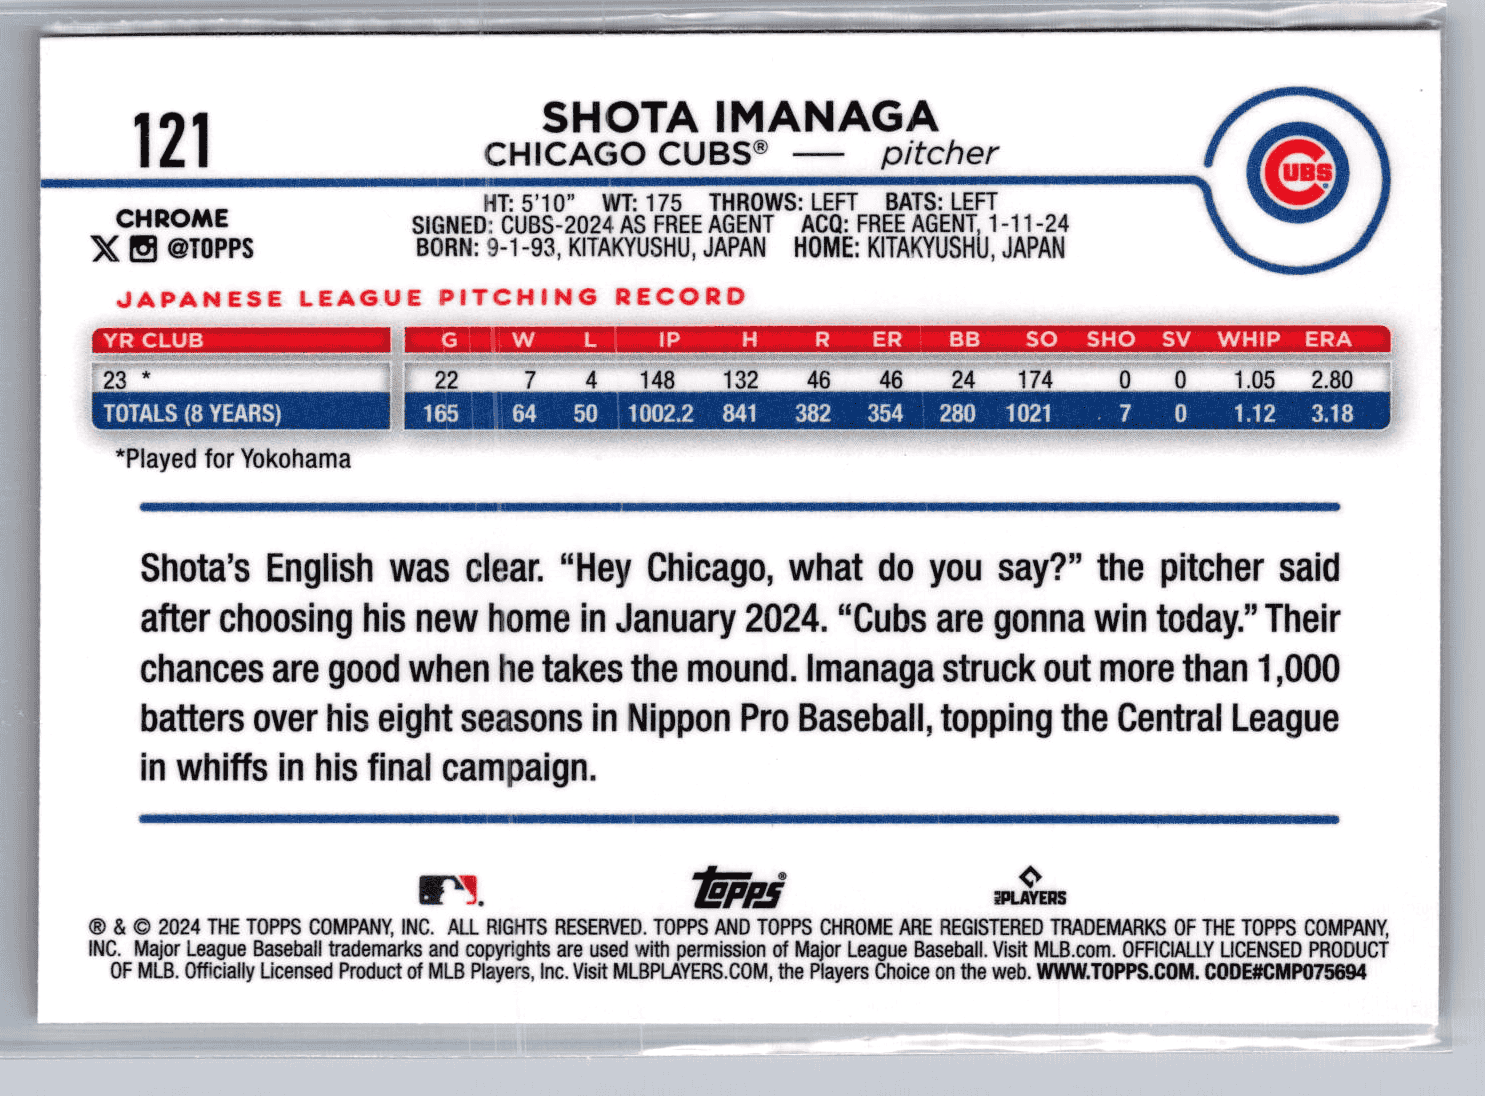 121
SHOTA IMANAGA
CHICAGO CUBS® — pitcher
CUBS
CHROME
X @TOPPS
HT: 5'10" WT: 175 THROWS: LEFT BATS: LEFT
SIGNED: CUBS-2024 AS FREE AGENT ACQ: FREE AGENT, 1-11-24
BORN: 9-1-93, KITAKYUSHU, JAPAN HOME: KITAKYUSHU, JAPAN
JAPANESE LEAGUE PITCHING RECORD
YR CLUB G W L IP H R ER BB SO SHO SV WHIP ERA
23 * 22 7 4 148 132 46 46 24 174 0 0 1.05 2.80
TOTALS (8 YEARS) 165 64 50 1002.2 841 382 354 280 1021 7 0 1.12 3.18
*Played for Yokohama
Shota's English was clear. “Hey Chicago, what do you say?” the pitcher said
after choosing his new home in January 2024. “Cubs are gonna win today.” Their
chances are good when he takes the mound. Imanaga struck out more than 1,000
batters over his eight seasons in Nippon Pro Baseball, topping the Central League
in whiffs in his final campaign.
Topps® MLB PLAYERS
® & © 2024 THE TOPPS COMPANY, INC. ALL RIGHTS RESERVED. TOPPS AND TOPPS CHROME ARE REGISTERED TRADEMARKS OF THE TOPPS COMPANY,
INC. Major League Baseball trademarks and copyrights are used with permission of Major League Baseball. Visit MLB.com. OFFICIALLY LICENSED PRODUCT
OF MLB. Officially Licensed Product of MLB Players, Inc. Visit MLBPLAYERS.COM, the Players Choice on the web. WWW.TOPPS.COM. CODE#CMP075694